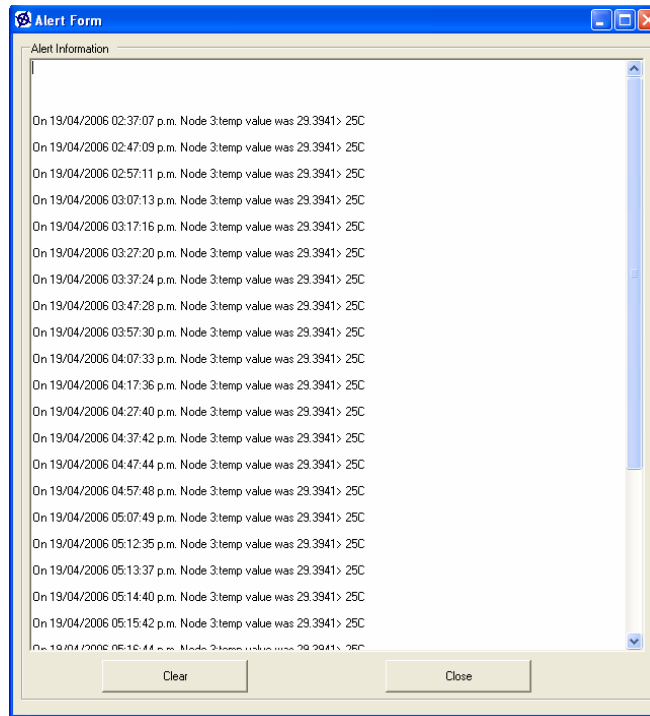 Alert Form
Alert Information
On 19/04/2006 02:37:07 p.m. Node 3:temp value was 29.3941> 25C
On 19/04/2006 02:47:09 p.m. Node 3:temp value was 29.3941> 25C
On 19/04/2006 02:57:11 p.m. Node 3:temp value was 29.3941> 25C
On 19/04/2006 03:07:13 p.m. Node 3:temp value was 29.3941> 25C
On 19/04/2006 03:17:16 p.m. Node 3:temp value was 29.3941> 25C
On 19/04/2006 03:27:20 p.m. Node 3:temp value was 29.3941> 25C
On 19/04/2006 03:37:24 p.m. Node 3:temp value was 29.3941> 25C
On 19/04/2006 03:47:28 p.m. Node 3:temp value was 29.3941> 25C
On 19/04/2006 03:57:30 p.m. Node 3:temp value was 29.3941> 25C
On 19/04/2006 04:07:33 p.m. Node 3:temp value was 29.3941> 25C
On 19/04/2006 04:17:36 p.m. Node 3:temp value was 29.3941> 25C
On 19/04/2006 04:27:40 p.m. Node 3:temp value was 29.3941> 25C
On 19/04/2006 04:37:42 p.m. Node 3:temp value was 29.3941> 25C
On 19/04/2006 04:47:44 p.m. Node 3:temp value was 29.3941> 25C
On 19/04/2006 04:57:48 p.m. Node 3:temp value was 29.3941> 25C
On 19/04/2006 05:07:49 p.m. Node 3:temp value was 29.3941> 25C
On 19/04/2006 05:12:35 p.m. Node 3:temp value was 29.3941> 25C
On 19/04/2006 05:13:37 p.m. Node 3:temp value was 29.3941> 25C
On 19/04/2006 05:14:40 p.m. Node 3:temp value was 29.3941> 25C
On 19/04/2006 05:15:42 p.m. Node 3:temp value was 29.3941> 25C
On 19/04/2006 05:16:44 p.m. Node 3:temp value was 29.3941> 25C
Clear
Close